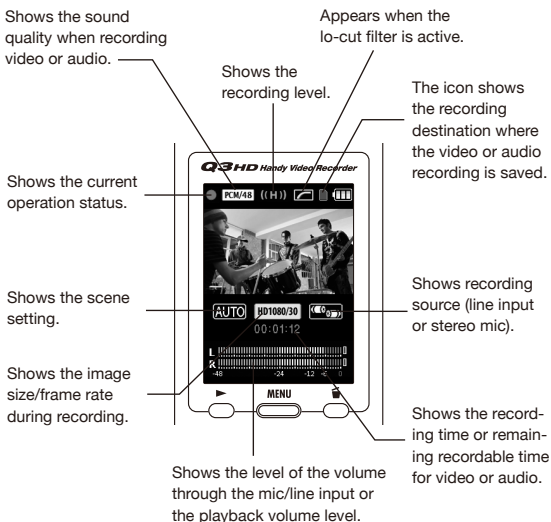 Shows the sound
quality when recording
video or audio.
Appears when the
lo-cut filter is active.
Shows the
recording level.
The icon shows
the recording
destination where
the video or audio
recording is saved.
Q3HD Handy Video Recorder
Shows the current
operation status.
PCM/48 ((H))
Shows the scene
setting.
AUTO HD1080/30
Shows recording
source (line input
or stereo mic).
00:01:12
L
R
-48 -24 -12 -6 0
Shows the image
size/frame rate
during recording.
MENU
Shows the record-
ing time or remain-
ing recordable time
for video or audio.
Shows the level of the volume
through the mic/line input or
the playback volume level.